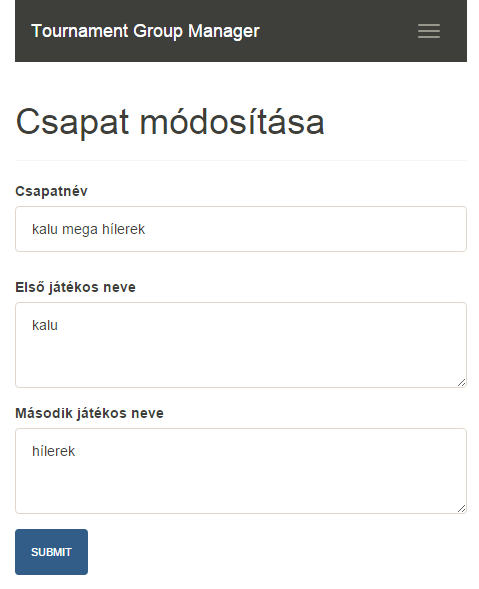 Tournament Group Manager
Csapat módosítása
Csapatnév
kalu mega hílerek
Első játékos neve
kalu
Második játékos neve
hílerek
SUBMIT